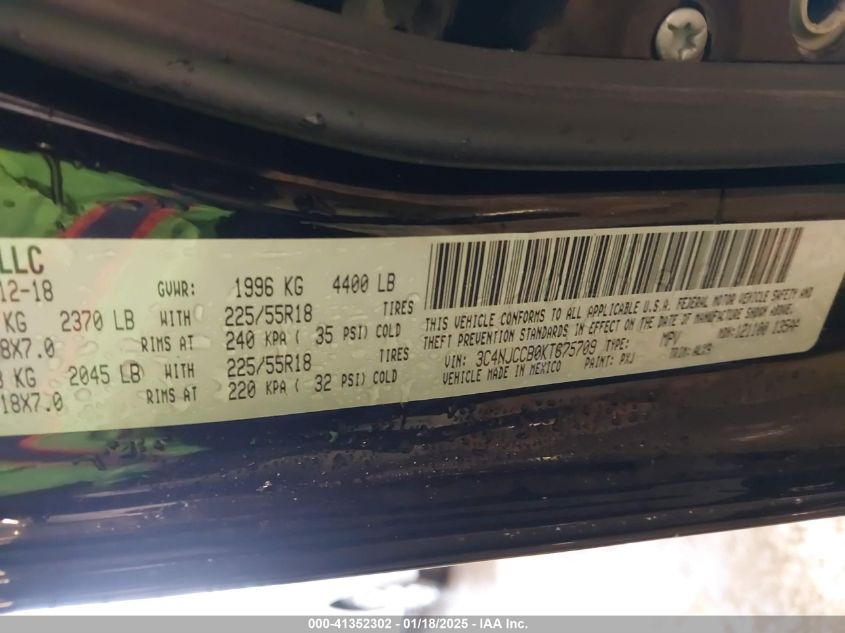 LLC
12-18 GVWR: 1996 KG 4400 LB
KG 2370 LB WITH 225/55R18 TIRES
8X7.0 RIMS AT 240 KPA ( 35 PSI) COLD
KG 2045 LB WITH 225/55R18 TIRES
18X7.0 RIMS AT 220 KPA ( 32 PSI) COLD
THIS VEHICLE CONFORMS TO ALL APPLICABLE U.S.A. FEDERAL MOTOR VEHICLE SAFETY AND
THEFT PREVENTION STANDARDS IN EFFECT ON THE DATE OF MANUFACTURE SHOWN ABOVE.
VIN: 3C4NJCCB0KT675709 TYPE: MPV
VEHICLE MADE IN MEXICO PAINT: PXJ TRIM:
000-41352302 - 01/18/2025 - IAA Inc.